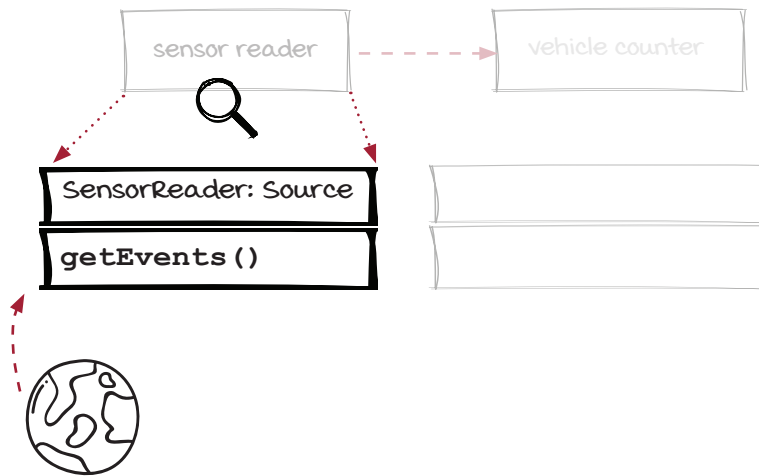 sensor reader
vehicle counter
SensorReader: Source
getEvents()